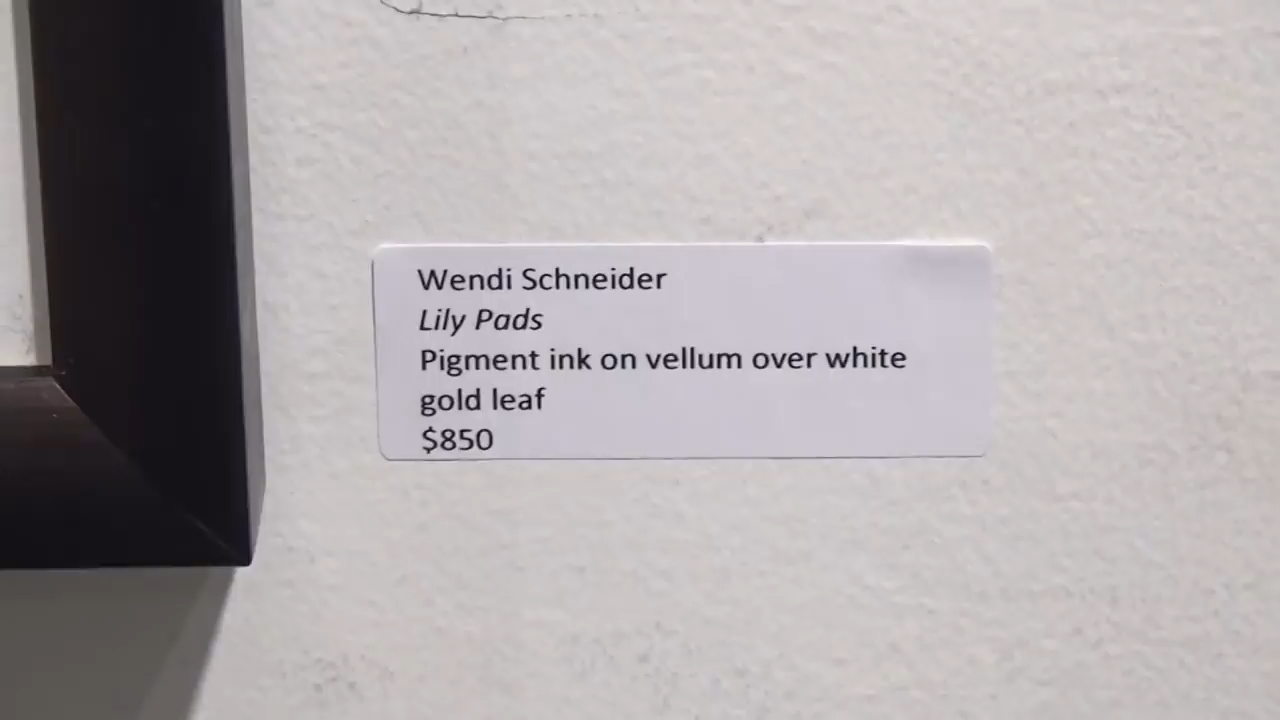 Wendi Schneider
Lily Pads
Pigment ink on vellum over white
gold leaf
$850